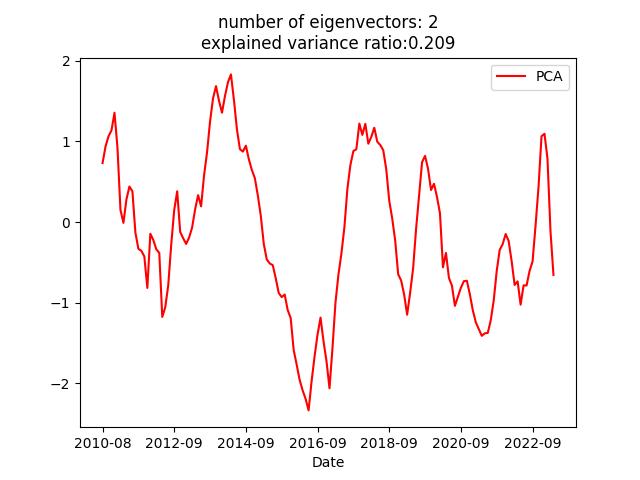 number of eigenvectors: 2
explained variance ratio:0.209
PCA
2
1
0
−1
−2
2010-08 2012-09 2014-09 2016-09 2018-09 2020-09 2022-09
Date